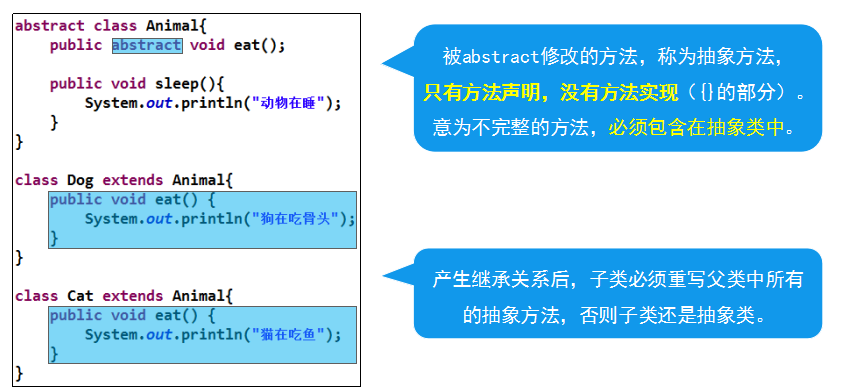 abstract class Animal{
public abstract void eat();
public void sleep(){
System.out.println("动物在睡");
}
}
class Dog extends Animal{
public void eat() {
System.out.println("狗在吃骨头");
}
}
class Cat extends Animal{
public void eat() {
System.out.println("猫在吃鱼");
}
}
被abstract修改的方法，称为抽象方法，
只有方法声明，没有方法实现（{}的部分）。
意为不完整的方法，必须包含在抽象类中。
产生继承关系后，子类必须重写父类中所有
的抽象方法，否则子类还是抽象类。